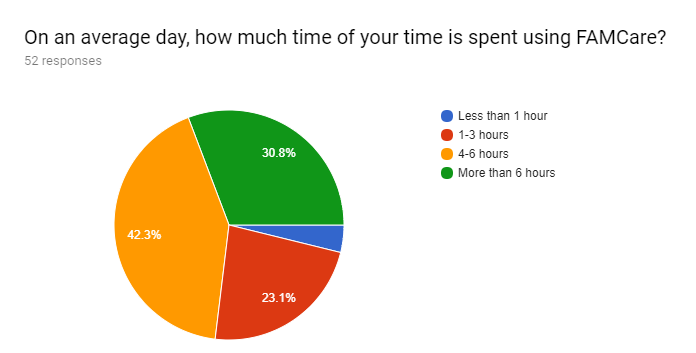 On an average day, how much time of your time is spent using FAMCare?
52 responses
Less than 1 hour
1-3 hours
4-6 hours
More than 6 hours
30.8%
42.3%
23.1%